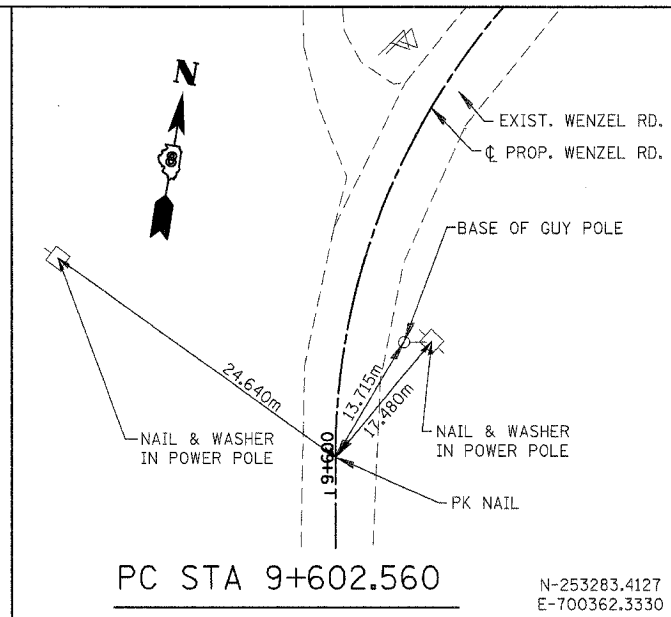 N
8
EXIST. WENZEL RD.
℄ PROP. WENZEL RD.
BASE OF GUY POLE
24.640m
13.715m
17.480m
NAIL & WASHER
IN POWER POLE
NAIL & WASHER
IN POWER POLE
9+600
PK NAIL
PC STA 9+602.560
N-253283.4127
E-700362.3330